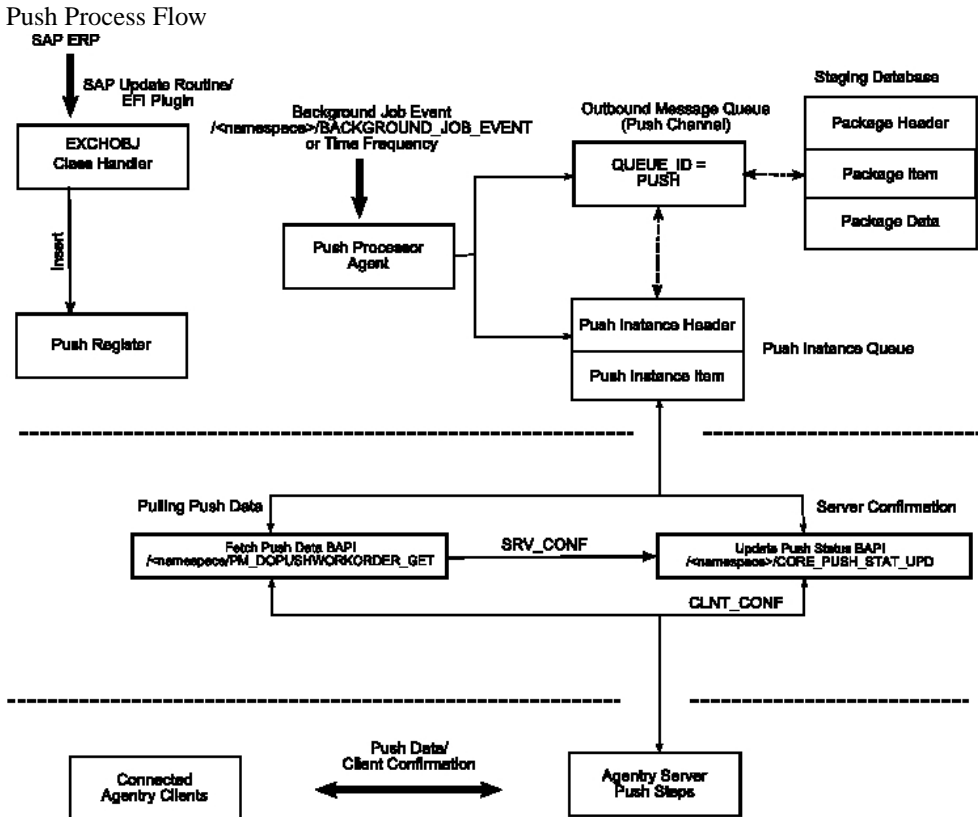 Push Process Flow
SAP ERP
SAP Update Routine/
EFI Plugin
EXCHOBJ
Class Handler
Insert
Push Register
Background Job Event
/<namespace>/BACKGROUND_JOB_EVENT
or Time Frequency
Push Processor
Agent
Outbound Message Queue
(Push Channel)
QUEUE_ID =
PUSH
Staging Database
Package Header
Package Item
Package Data
Push Instance Header
Push Instance Item
Push Instance Queue
Pulling Push Data
Server Confirmation
Fetch Push Data BAPI
/<namespace/PM_DOPUSHWORKORDER_GET
SRV_CONF
Update Push Status BAPI
/<namespace>/CORE_PUSH_STAT_UPD
CLNT_CONF
Connected
Agentry Clients
Push Data/
Client Confirmation
Agentry Server
Push Steps